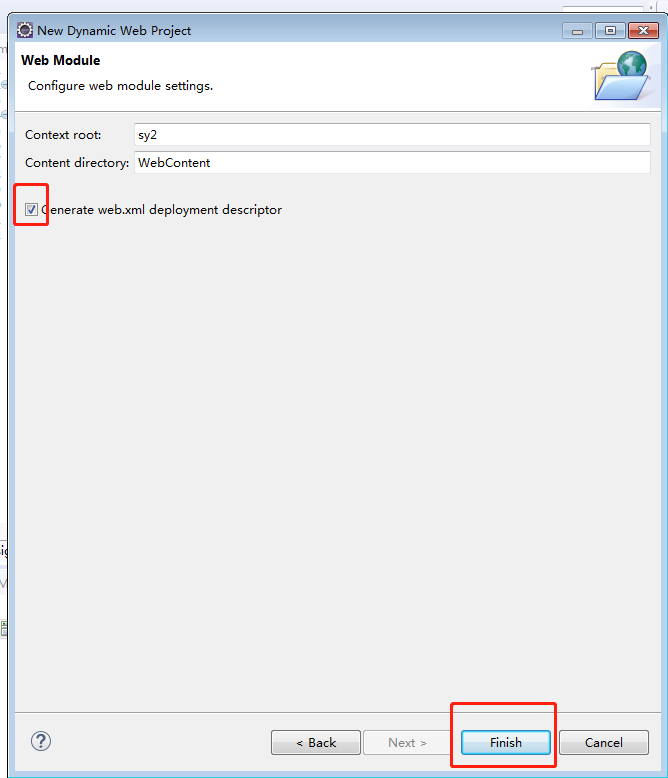 New Dynamic Web Project
Web Module
Configure web module settings.
Context root: sy2
Content directory: WebContent
Generate web.xml deployment descriptor
? < Back Next > Finish Cancel